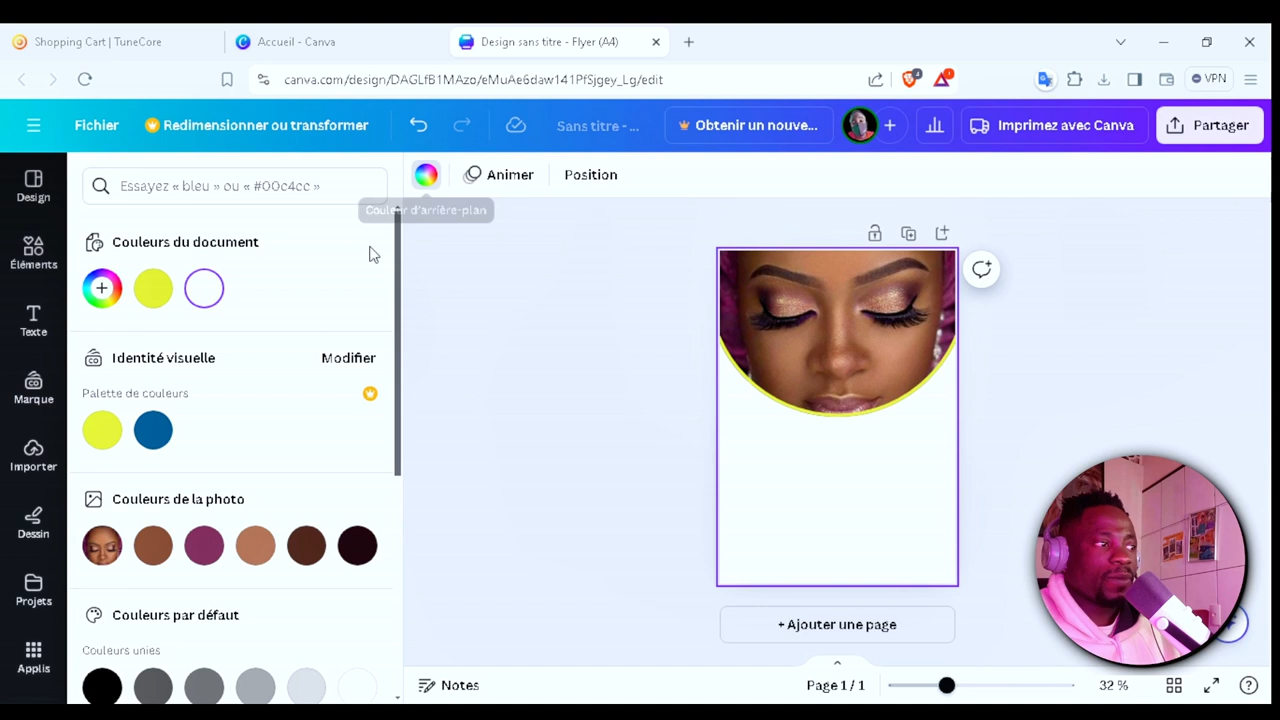 Shopping Cart | TuneCore
Accueil - Canva
Design sans titre - Flyer (A4)
canva.com/design/DAGLfB1MAzo/eMuAe6daw141PfSjgey_Lg/edit
VPN
Fichier
Redimensionner ou transformer
Sans titre - ...
Obtenir un nouve...
Imprimez avec Canva
Partager
Design
Éléments
Texte
Marque
Importer
Dessin
Projets
Applis
Essayez « bleu » ou « #00c4cc »
Animer
Position
Couleur d'arrière-plan
Couleurs du document
Identité visuelle
Modifier
Palette de couleurs
Couleurs de la photo
Couleurs par défaut
Couleurs unies
+ Ajouter une page
Notes
Page 1 / 1
32 %